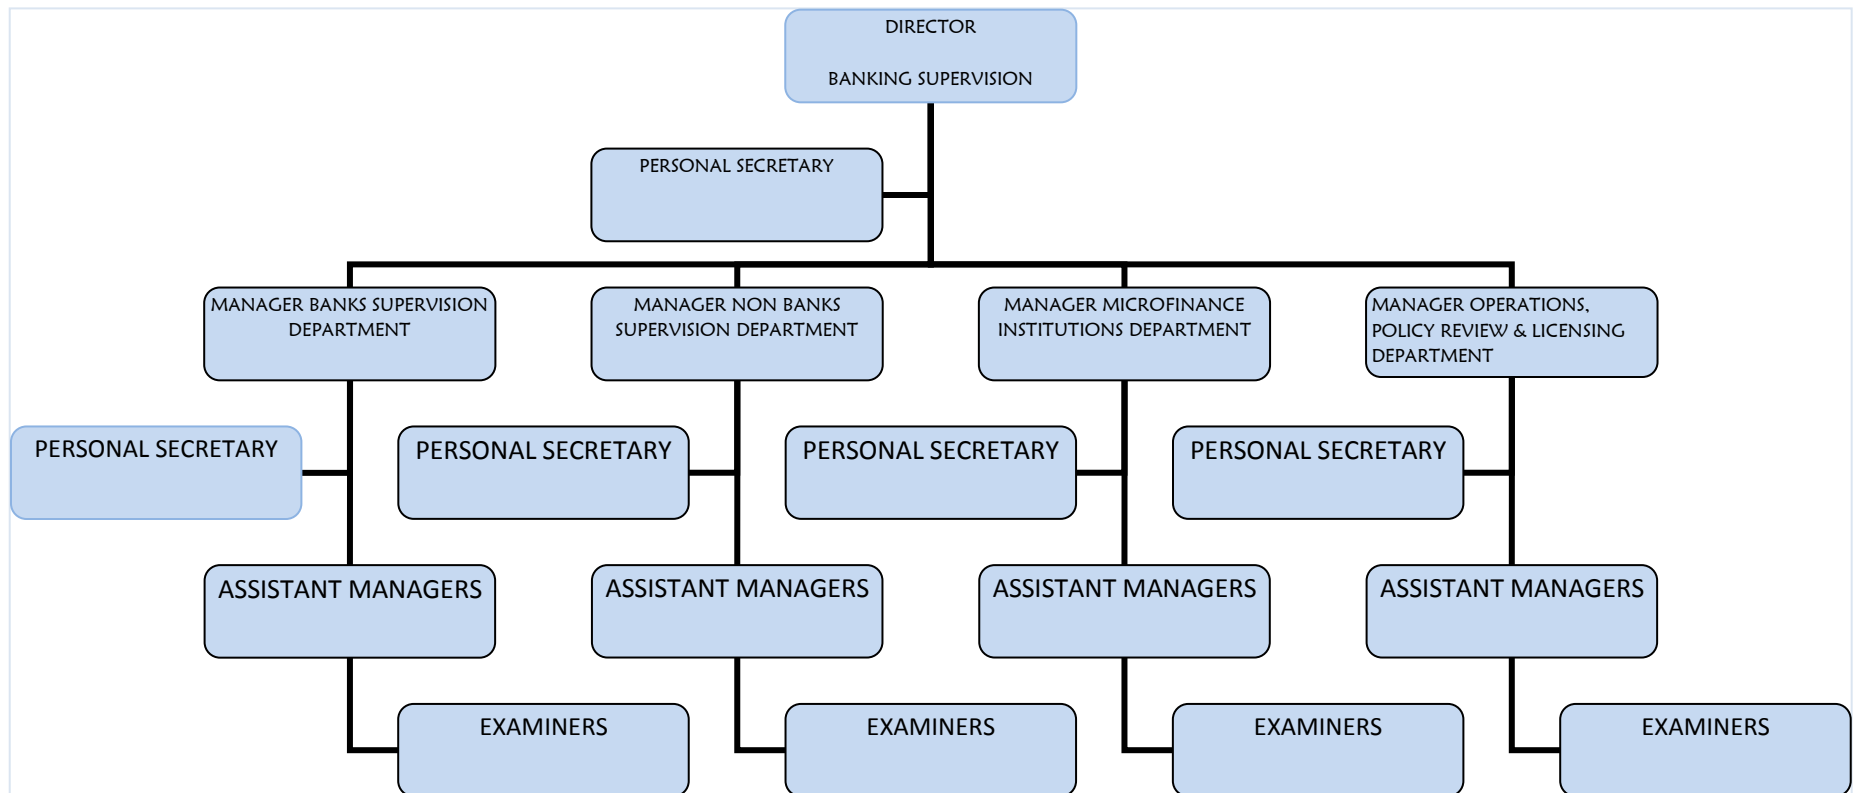 DIRECTOR
BANKING SUPERVISION
PERSONAL SECRETARY
MANAGER BANKS SUPERVISION
DEPARTMENT
MANAGER NON BANKS
SUPERVISION DEPARTMENT
MANAGER MICROFINANCE
INSTITUTIONS DEPARTMENT
MANAGER OPERATIONS,
POLICY REVIEW & LICENSING
DEPARTMENT
PERSONAL SECRETARY
PERSONAL SECRETARY
PERSONAL SECRETARY
PERSONAL SECRETARY
ASSISTANT MANAGERS
ASSISTANT MANAGERS
ASSISTANT MANAGERS
ASSISTANT MANAGERS
EXAMINERS
EXAMINERS
EXAMINERS
EXAMINERS